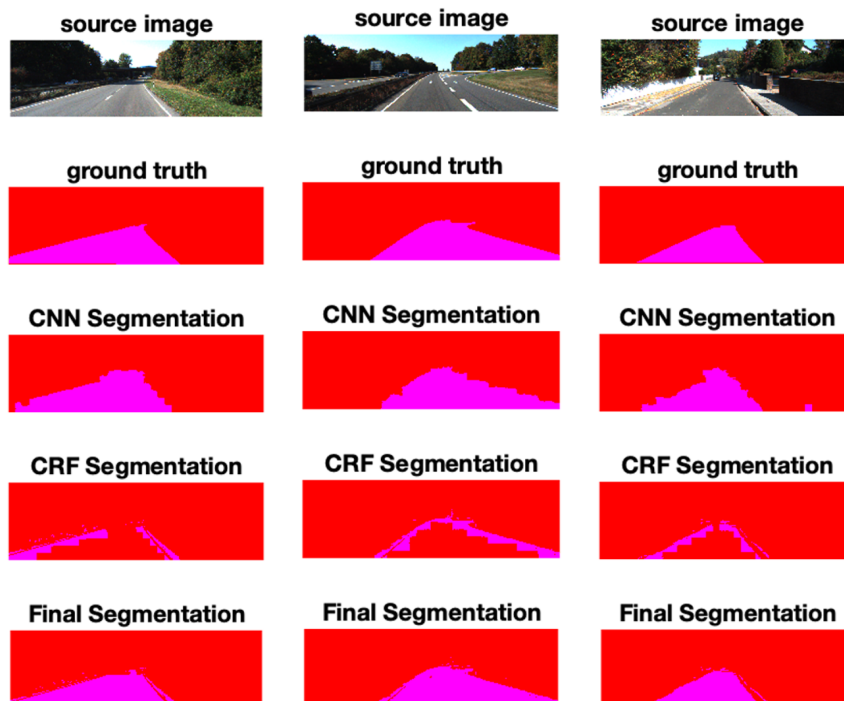 source image
source image
source image
ground truth
ground truth
ground truth
CNN Segmentation
CNN Segmentation
CNN Segmentation
CRF Segmentation
CRF Segmentation
CRF Segmentation
Final Segmentation
Final Segmentation
Final Segmentation